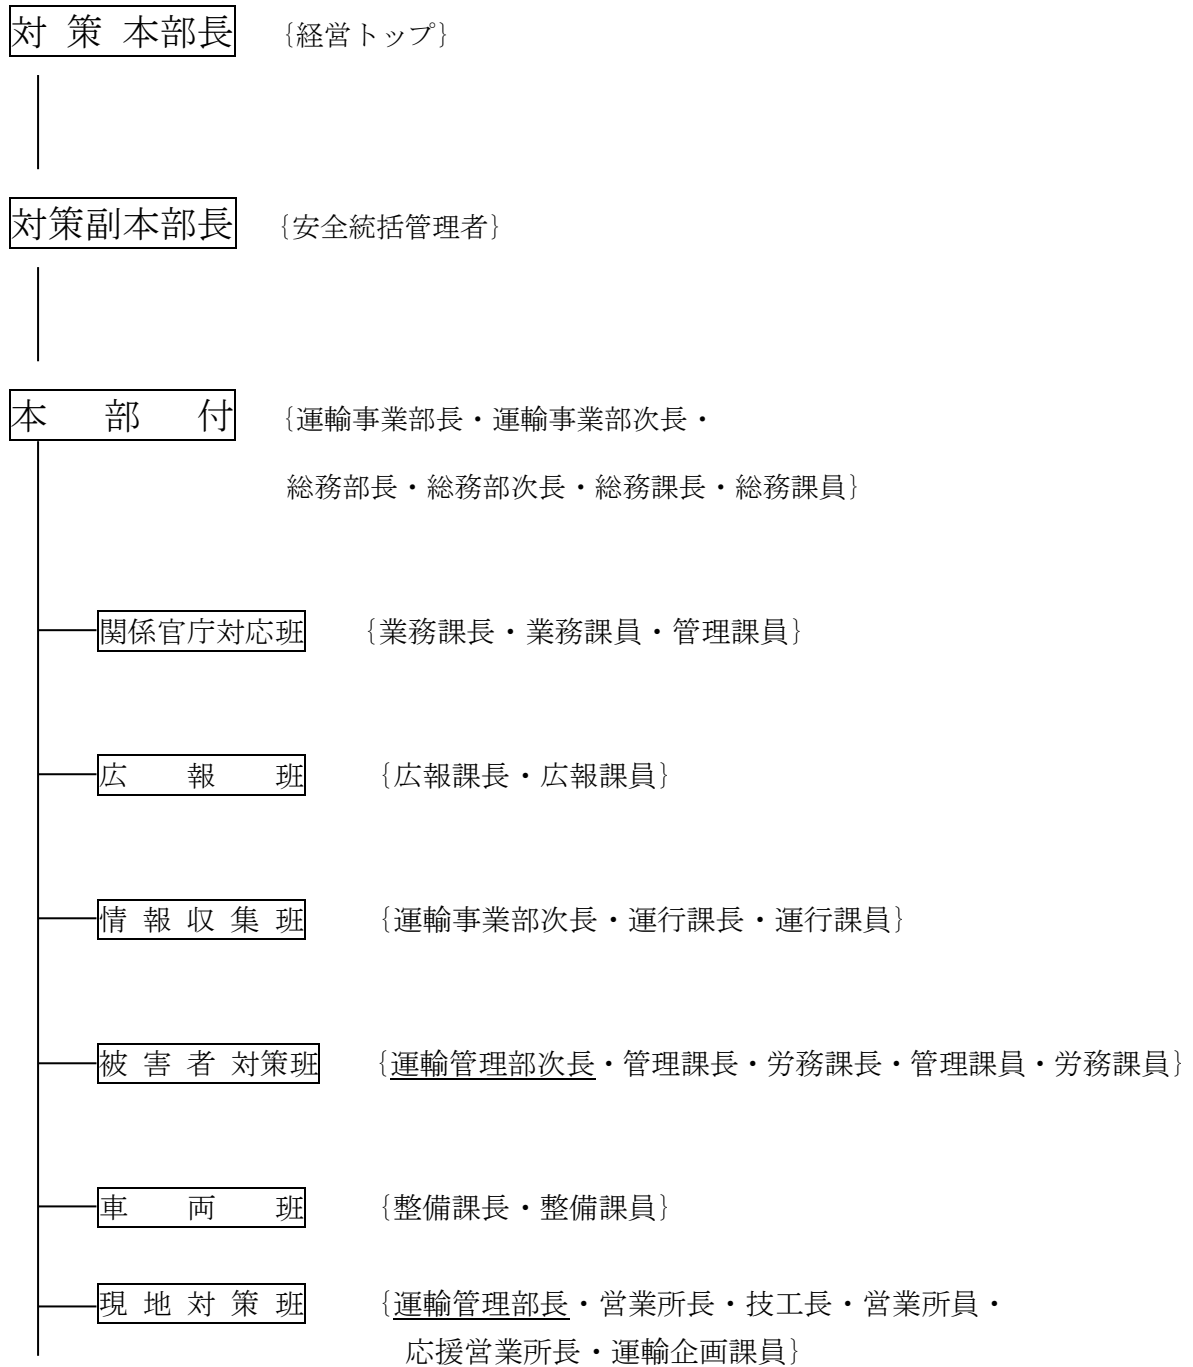 対 策 本部長 {経営トップ}
対策副本部長 {安全統括管理者}
本 部 付 {運輸事業部長・運輸事業部次長・
総務部長・総務部次長・総務課長・総務課員}
関係官庁対応班 {業務課長・業務課員・管理課員}
広 報 班 {広報課長・広報課員}
情 報 収 集 班 {運輸事業部次長・運行課長・運行課員}
被 害 者 対策班 {運輸管理部次長・管理課長・労務課長・管理課員・労務課員}
車 両 班 {整備課長・整備課員}
現 地 対 策 班 {運輸管理部長・営業所長・技工長・営業所員・
応援営業所長・運輸企画課員}